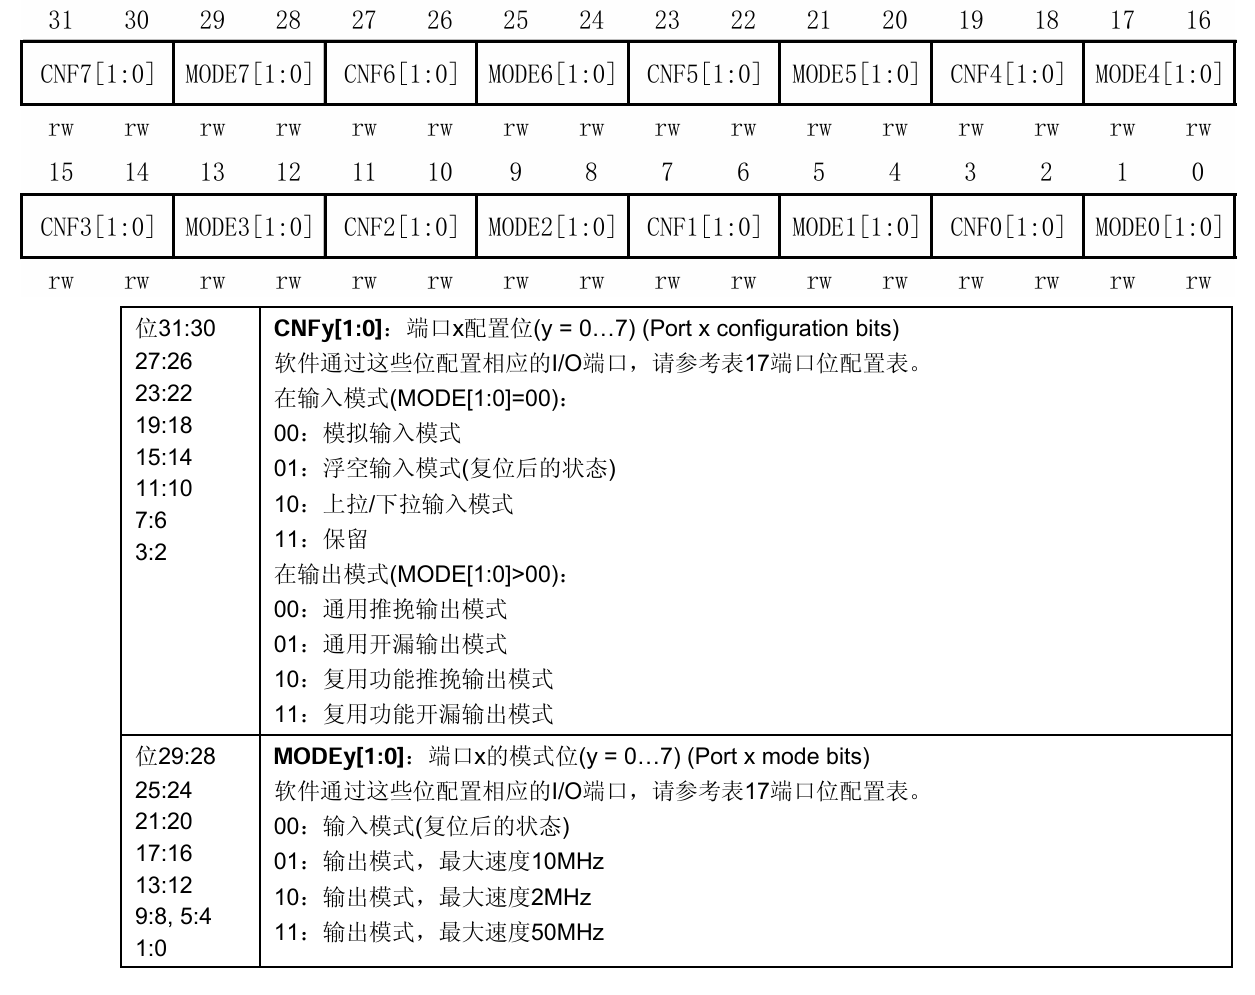 31 30 29 28 27 26 25 24 23 22 21 20 19 18 17 16
CNF7[1:0] MODE7[1:0] CNF6[1:0] MODE6[1:0] CNF5[1:0] MODE5[1:0] CNF4[1:0] MODE4[1:0]
rw rw rw rw rw rw rw rw rw rw rw rw rw rw rw rw
15 14 13 12 11 10 9 8 7 6 5 4 3 2 1 0
CNF3[1:0] MODE3[1:0] CNF2[1:0] MODE2[1:0] CNF1[1:0] MODE1[1:0] CNF0[1:0] MODE0[1:0]
rw rw rw rw rw rw rw rw rw rw rw rw rw rw rw rw
位31:30
27:26
23:22
19:18
15:14
11:10
7:6
3:2
CNFy[1:0]：端口x配置位(y = 0…7) (Port x configuration bits)
软件通过这些位配置相应的I/O端口，请参考表17端口位配置表。
在输入模式(MODE[1:0]=00)：
00：模拟输入模式
01：浮空输入模式(复位后的状态)
10：上拉/下拉输入模式
11：保留
在输出模式(MODE[1:0]>00)：
00：通用推挽输出模式
01：通用开漏输出模式
10：复用功能推挽输出模式
11：复用功能开漏输出模式
位29:28
25:24
21:20
17:16
13:12
9:8, 5:4
1:0
MODEy[1:0]：端口x的模式位(y = 0…7) (Port x mode bits)
软件通过这些位配置相应的I/O端口，请参考表17端口位配置表。
00：输入模式(复位后的状态)
01：输出模式，最大速度10MHz
10：输出模式，最大速度2MHz
11：输出模式，最大速度50MHz